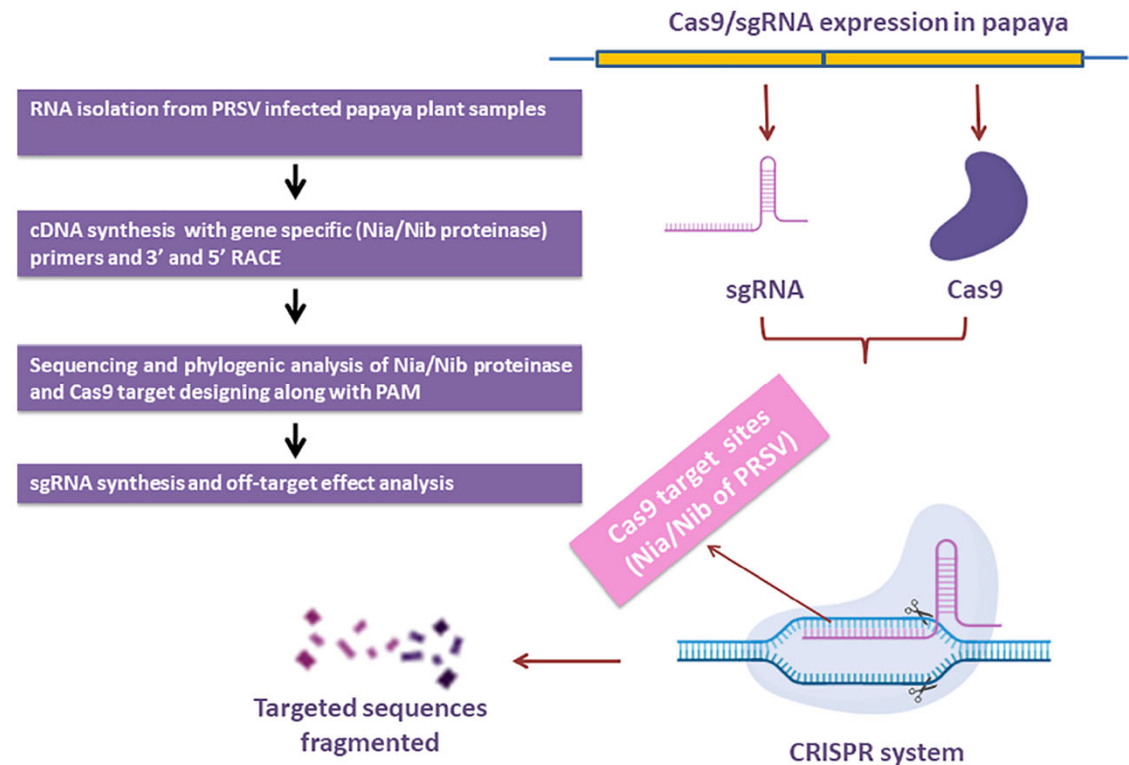 Cas9/sgRNA expression in papaya
RNA isolation from PRSV infected papaya plant samples
cDNA synthesis with gene specific (Nia/Nib proteinase)
primers and 3’ and 5’ RACE
Sequencing and phylogenic analysis of Nia/Nib proteinase
and Cas9 target designing along with PAM
sgRNA synthesis and off-target effect analysis
sgRNA
Cas9
Cas9 target sites
(Nia/Nib of PRSV)
Targeted sequences
fragmented
CRISPR system